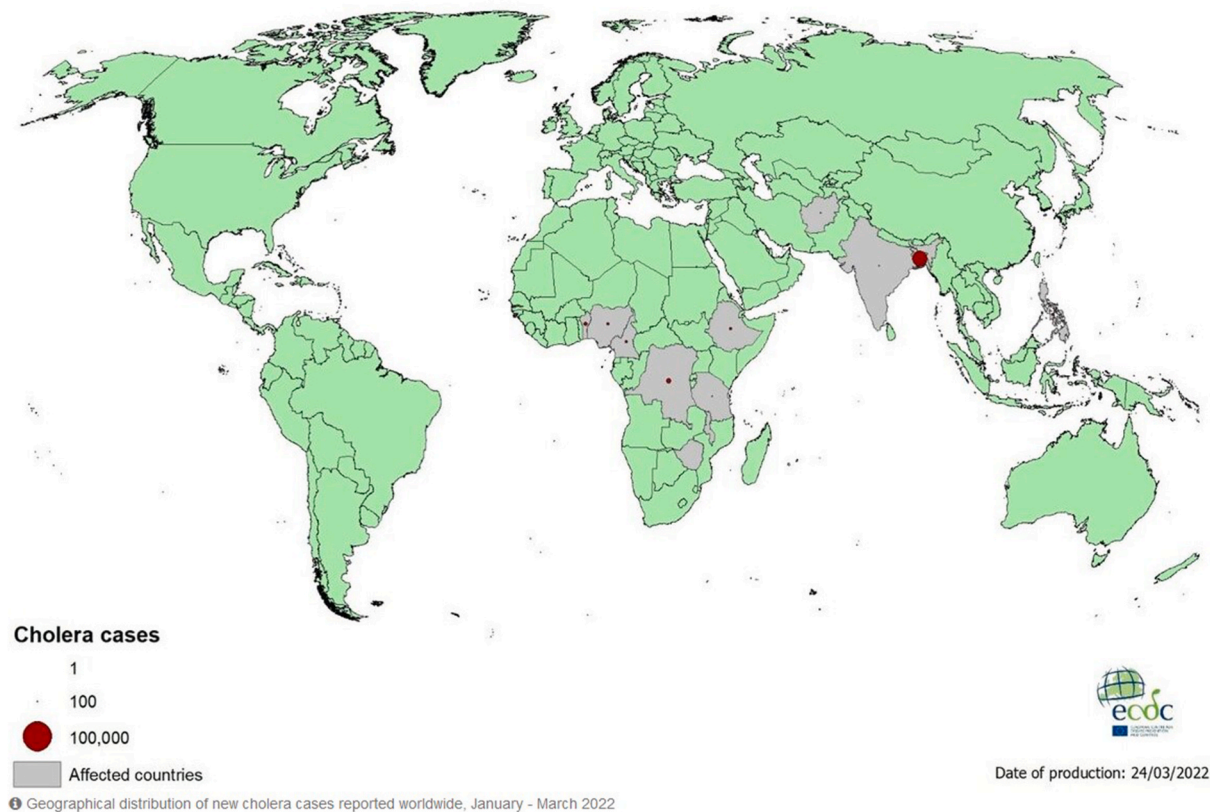 Cholera cases
1
100
100,000
Affected countries
ecdc
Date of production: 24/03/2022
Geographical distribution of new cholera cases reported worldwide, January - March 2022